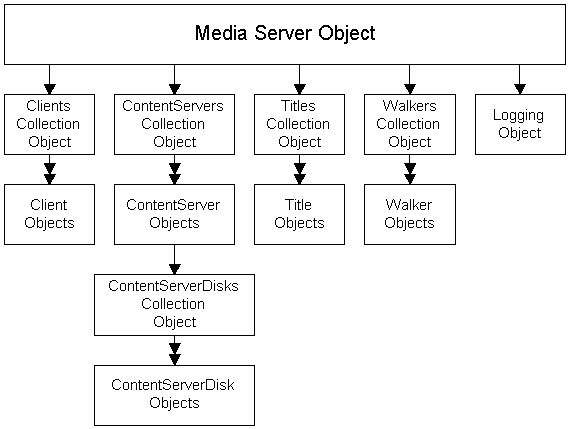 Media Server Object
Clients
Collection
Object
ContentServers
Collection
Object
Titles
Collection
Object
Walkers
Collection
Object
Logging
Object
Client
Objects
ContentServer
Objects
Title
Objects
Walker
Objects
ContentServerDisks
Collection
Object
ContentServerDisk
Objects